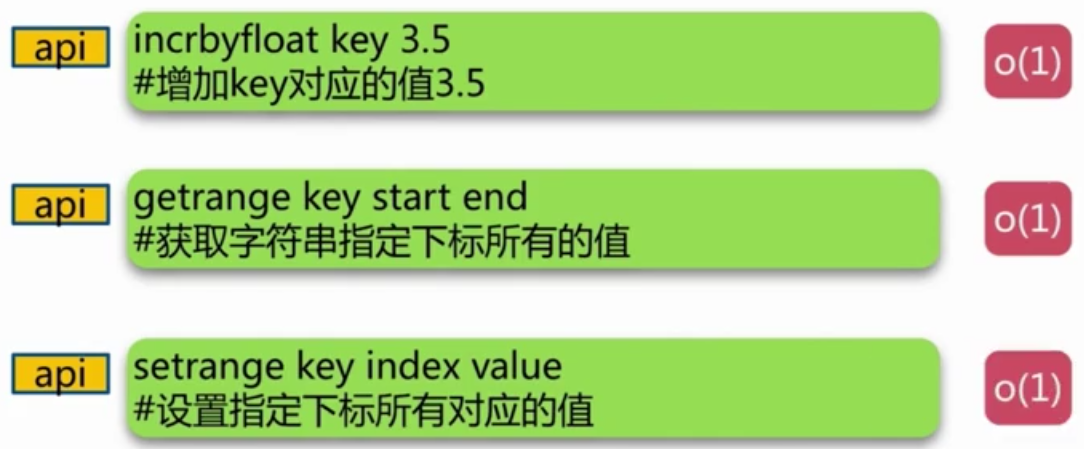 api
incrbyfloat key 3.5
#增加key对应的值3.5
o(1)
api
getrange key start end
#获取字符串指定下标所有的值
o(1)
api
setrange key index value
#设置指定下标所有对应的值
o(1)